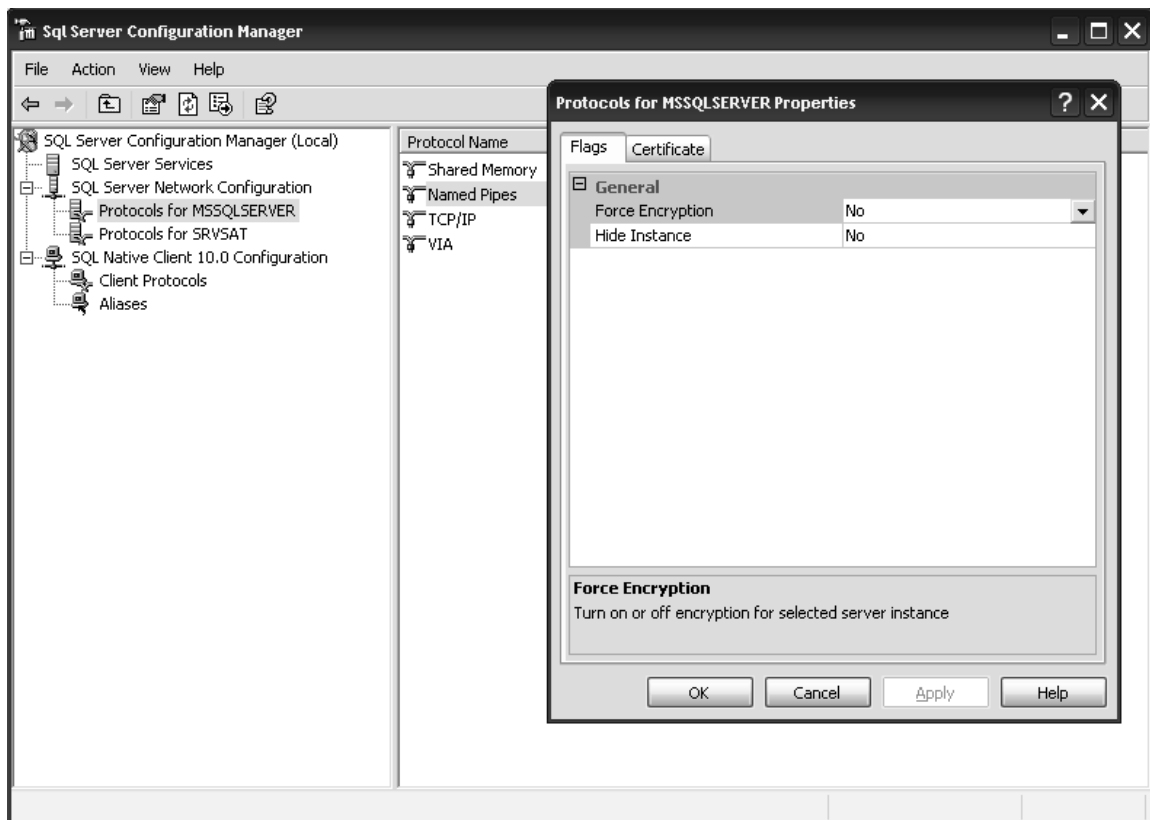 Sql Server Configuration Manager
File Action View Help
SQL Server Configuration Manager (Local)
SQL Server Services
SQL Server Network Configuration
Protocols for MSSQLSERVER
Protocols for SRVSAT
SQL Native Client 10.0 Configuration
Client Protocols
Aliases
Protocol Name
Shared Memory
Named Pipes
TCP/IP
VIA
Protocols for MSSQLSERVER Properties
Flags Certificate
General
Force Encryption No
Hide Instance No
Force Encryption
Turn on or off encryption for selected server instance
OK Cancel Apply Help